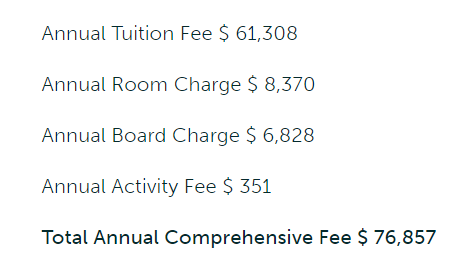 Annual Tuition Fee $ 61,308
Annual Room Charge $ 8,370
Annual Board Charge $ 6,828
Annual Activity Fee $ 351
Total Annual Comprehensive Fee $ 76,857